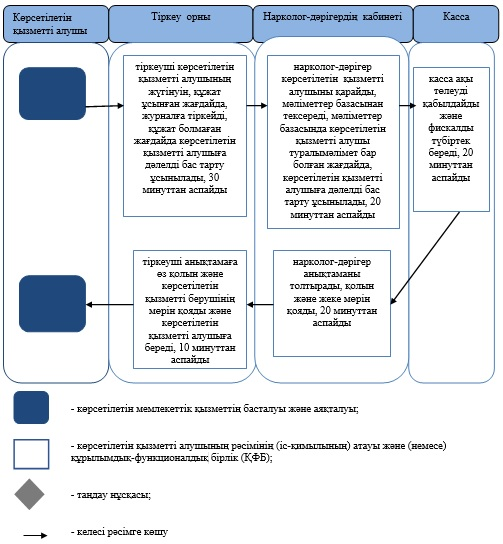 Көрсетілетін
қызметті алушы
Тіркеу орны
Нарколог-дәрігердің кабинеті
Касса
тіркеуші көрсетілетін
қызметті алушының
жүгінуін, құжат
ұсынған жағдайда,
журналға тіркейді,
құжат болмаған
жағдайда көрсетілетін
қызметті алушыға
дәлелді бас тарту
ұсынылады, 30
минуттан аспайды
нарколог-дәрігер
көрсетілетін қызметті
алушыны қарайды,
мәліметтер базасынан
тексереді, мәліметтер
базасында көрсетілетін
қызметті алушы
туралымәлімет бар
болған жағдайда,
көрсетілетін қызметті
алушыға дәлелді бас
тарту ұсынылады, 20
минуттан аспайды
касса ақы
төлеуді
қабылдайды
және
фискалды
түбіртек
береді, 20
минуттан
аспайды
тіркеуші анықтамаға
өз қолын және
көрсетілетін
қызметті берушінің
мөрін қояды және
көрсетілетін
қызметті алушыға
береді, 10 минуттан
аспайды
нарколог-дәрігер
анықтаманы
толтырады, қолын
және жеке мөрін
қояды, 20 минуттан
аспайды
- көрсетілетін мемлекеттік қызметтің басталуы және аяқталуы;
- көрсетілетін қызметті алушының рәсімінің (іс-қимылының) атауы және (немесе)
құрылымдық-функционалдық бірлік (ҚФБ);
- таңдау нұсқасы;
- келесі рәсімге көшу